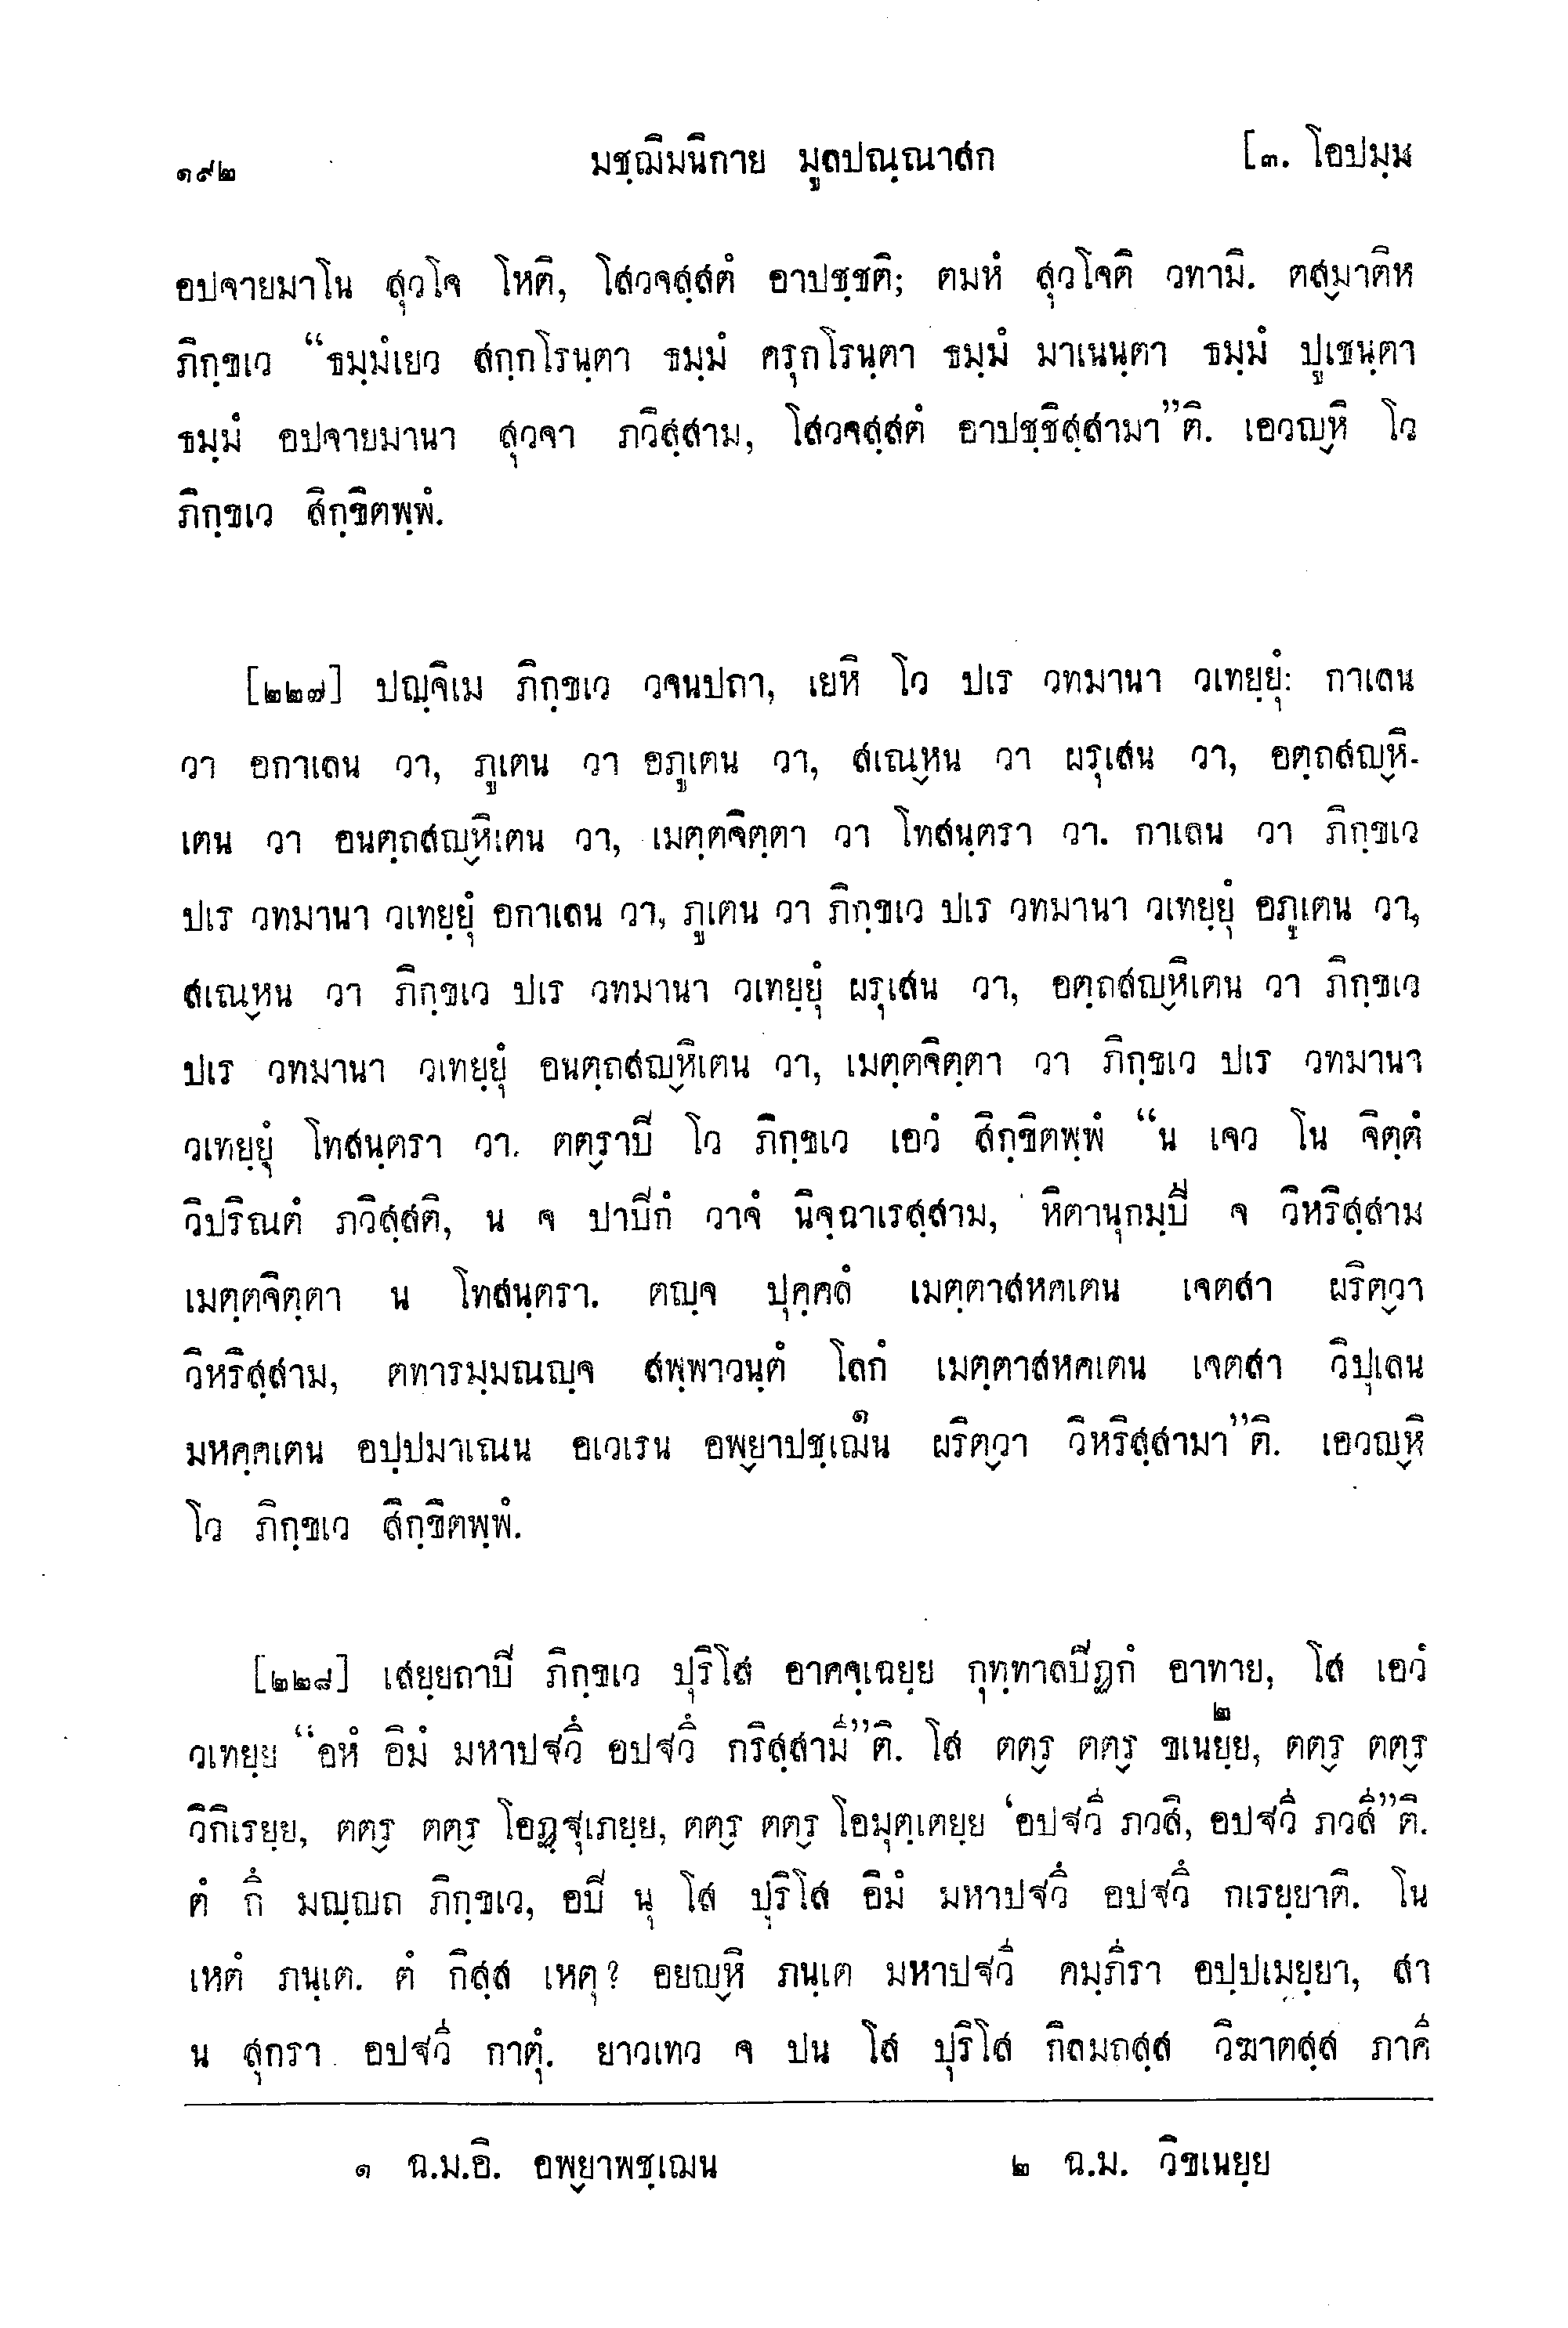 ๑๙๒ มชฺฌิมนิกาย มูลปณฺณาสก [๓. โอปมฺม
อปจายมาโน สุวโจ โหติ, โสวจสฺสตํ อาปชฺชติ; ตมหํ สุวโจติ วทามิ. ตสฺมาติห
ภิกฺขเว “ธมฺมํเยว สกฺกโรนฺตา ธมฺมํ ครุกโรนฺตา ธมฺมํ มาเนนฺตา ธมฺมํ ปูเชนฺตา
ธมฺมํ อปจายมานา สุวจา ภวิสฺสาม, โสวจสฺสตํ อาปชฺชิสฺสามา”ติ. เอวญฺหิ โว
ภิกฺขเว สิกฺขิตพฺพํ.
[๒๒๗] ปญฺจิเม ภิกฺขเว วจนปถา, เยหิ โว ปเร วทมานา วเทยฺยุํ: กาเลน
วา อกาเลน วา, ภูเตน วา อภูเตน วา, สเณฺหน วา ผรุเสน วา, อตฺถสญฺหิ-
เตน วา อนตฺถสญฺหิเตน วา, เมตฺตจิตฺตา วา โทสนฺตรา วา. กาเลน วา ภิกฺขเว
ปเร วทมานา วเทยฺยุํ อกาเลน วา, ภูเตน วา ภิกฺขเว ปเร วทมานา วเทยฺยุํ อภูเตน วา,
สเณฺหน วา ภิกฺขเว ปเร วทมานา วเทยฺยุํ ผรุเสน วา, อตฺถสญฺหิเตน วา ภิกฺขเว
ปเร วทมานา วเทยฺยุํ อนตฺถสญฺหิเตน วา, เมตฺตจิตฺตา วา ภิกฺขเว ปเร วทมานา
วเทยฺยุํ โทสนฺตรา วา. ตตฺราปิ โว ภิกฺขเว เอวํ สิกฺขิตพฺพํ “น เจว โน จิตฺตํ
วิปริณตํ ภวิสฺสติ, น จ ปาปิกํ วาจํ นิจฺฉาเรสฺสาม, หิตานุกมฺปี จ วิหริสฺสาม
เมตฺตจิตฺตา น โทสนฺตรา. ตญฺจ ปุคฺคลํ เมตฺตาสหคเตน เจตสา ผริตฺวา
วิหริสฺสาม, ตทารมฺมณญฺจ สพฺพาวนฺตํ โลกํ เมตฺตาสหคเตน เจตสา วิปุเลน
มหคฺคเตน อปฺปมาเณน อเวเรน อพฺยาปชฺเฌน๑ ผริตฺวา วิหริสฺสามา”ติ. เอวญฺหิ
โว ภิกฺขเว สิกฺขิตพฺพํ.
[๒๒๘] เสยฺยถาปิ ภิกฺขเว ปุริโส อาคจฺเฉยฺย กุทฺทาลปิฏกํ อาทาย, โส เอวํ
วเทยฺย “อหํ อิมํ มหาปฐวึ อปฐวึ กริสฺสามี”ติ. โส ตตฺร ตตฺร ขเนยฺย๒, ตตฺร ตตฺร
วิกิเรยฺย, ตตฺร ตตฺร โอฏฺฐุเภยฺย, ตตฺร ตตฺร โอมุตฺเตยฺย ‘อปฐวี ภวสิ, อปฐวี ภวสี”ติ.
ตํ กึ มญฺญถ ภิกฺขเว, อปิ นุ โส ปุริโส อิมํ มหาปฐวึ อปฐวึ กเรยฺยาติ. โน
เหตํ ภนฺเต. ตํ กิสฺส เหตุ? อยญฺหิ ภนฺเต มหาปฐวี คมฺภีรา อปฺปเมยฺยา, สา
น สุกรา อปฐวี กาตุํ. ยาวเทว จ ปน โส ปุริโส กิลมถสฺส วิฆาตสฺส ภาคี
๑ ฉ.ม.อิ. อพฺยาพชฺเฌน ๒ ฉ.ม. วิขเนยฺย